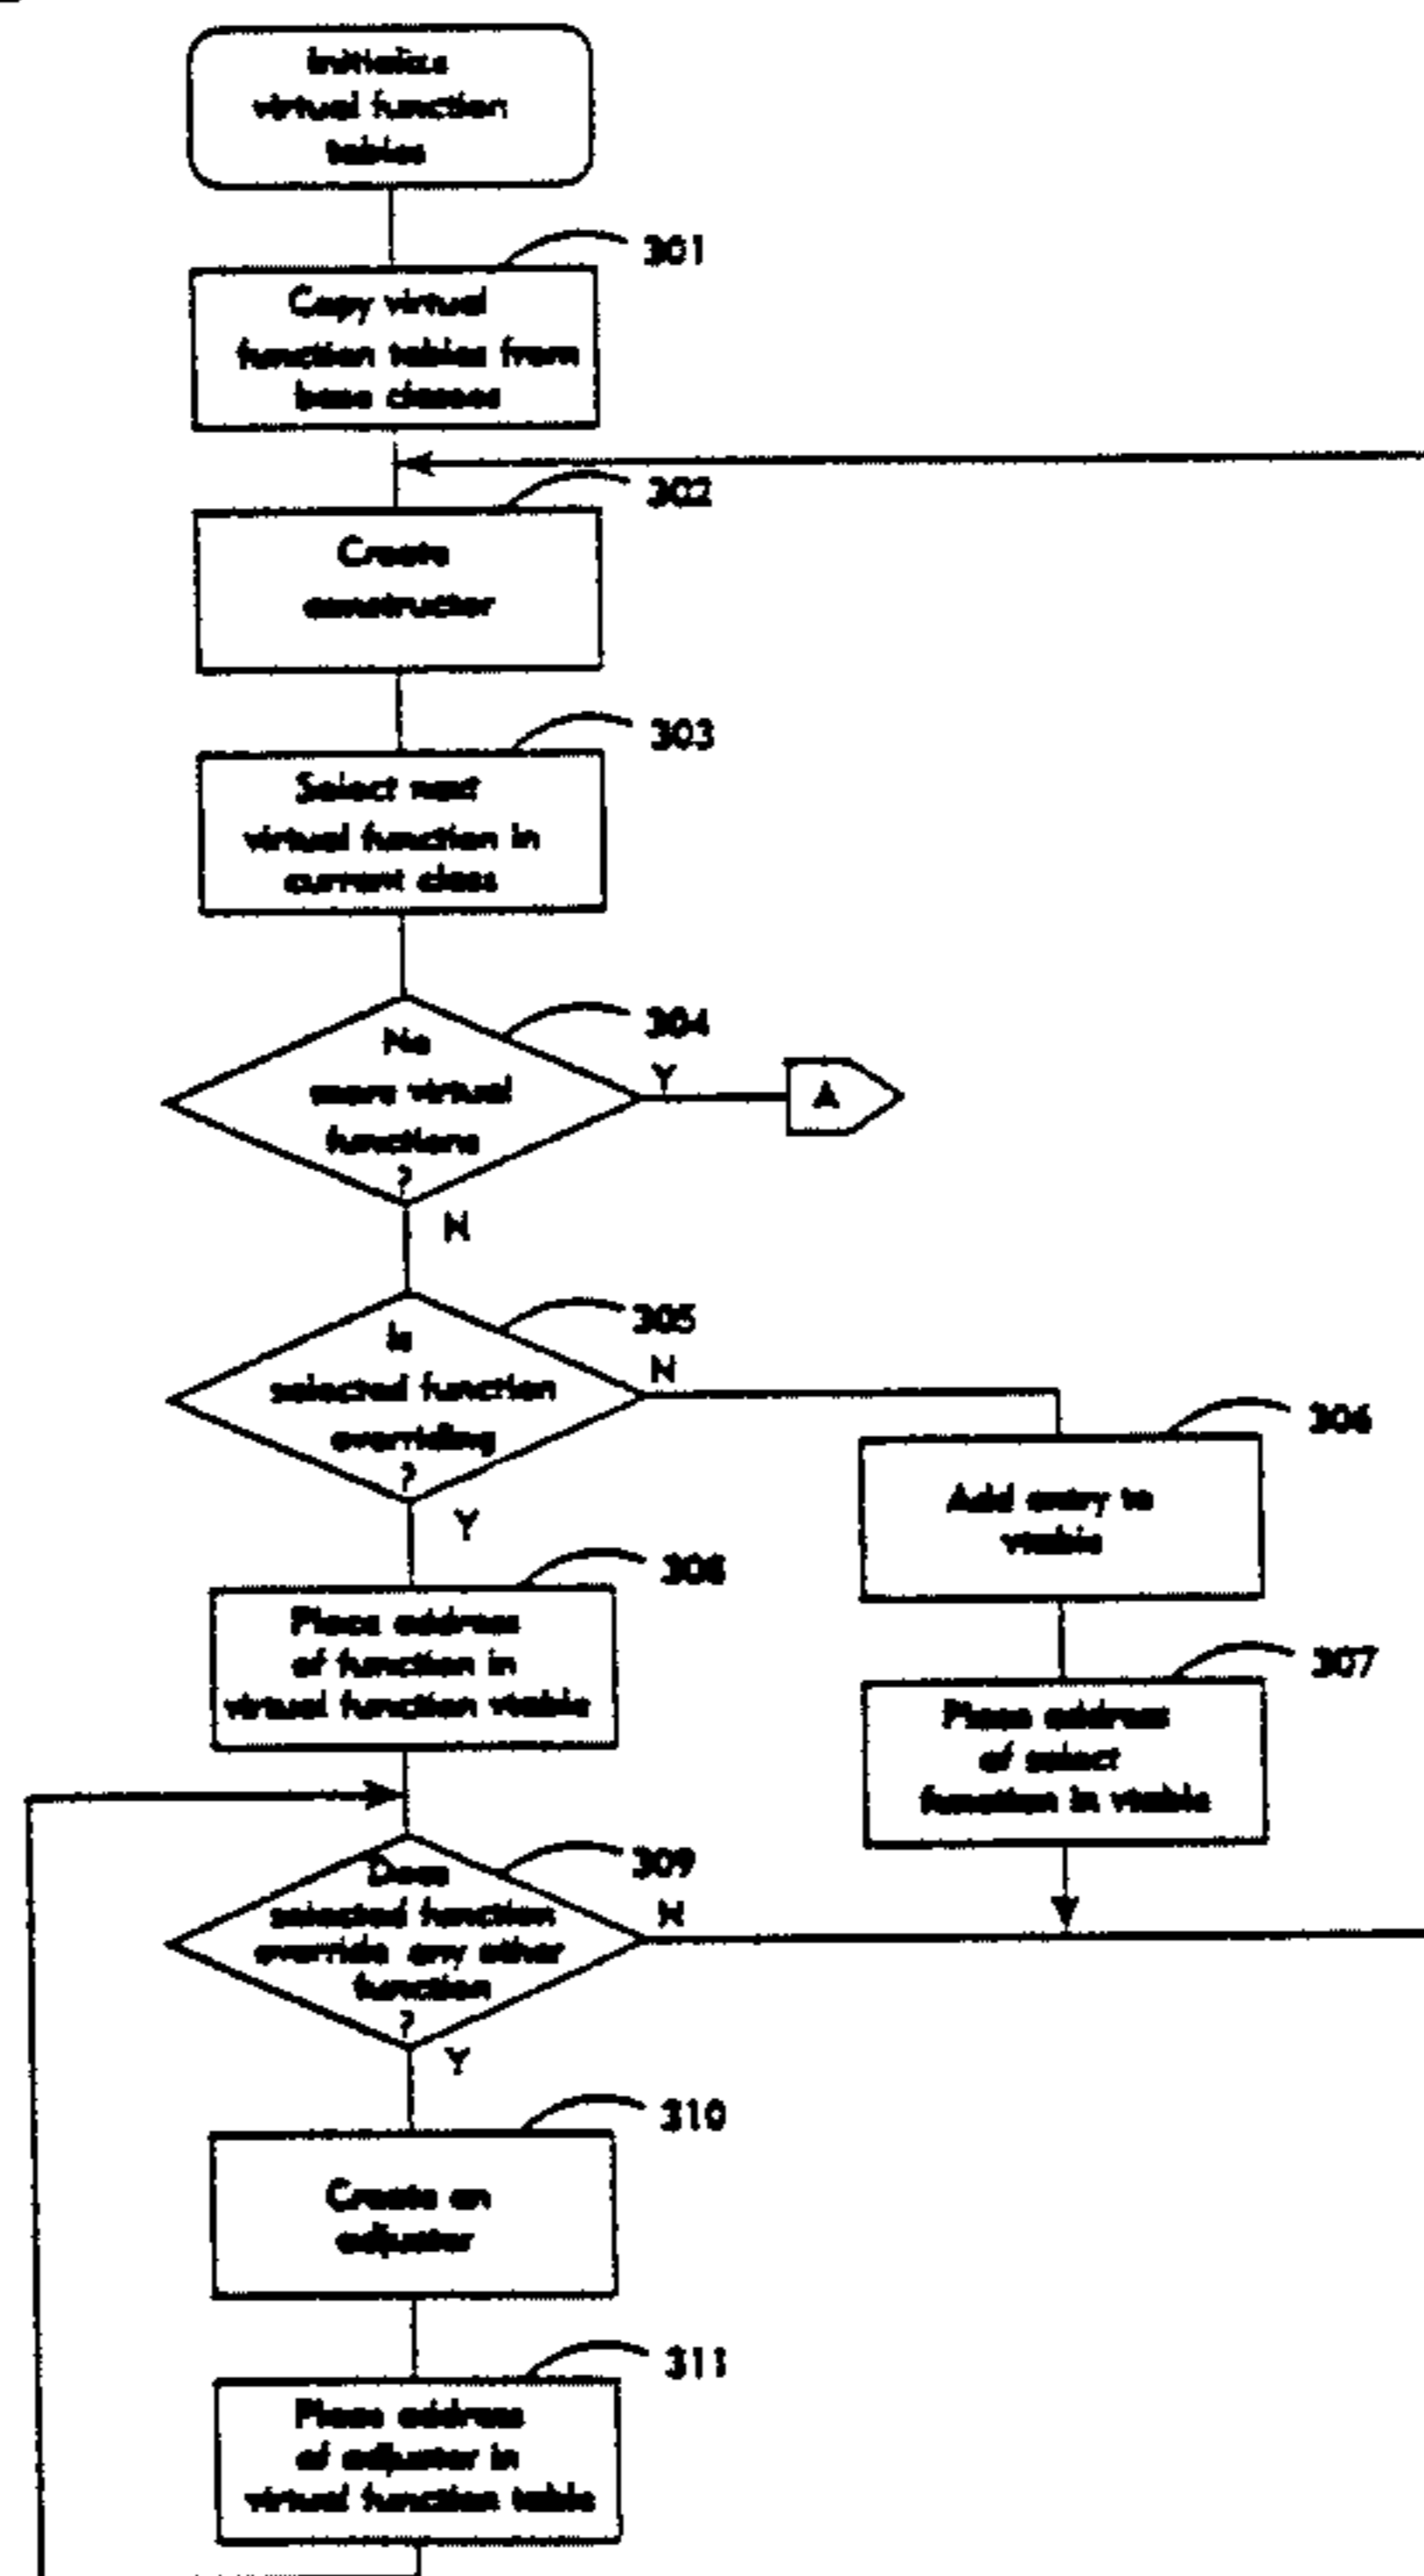 Initialize
virtual function
tables
301
Copy virtual
function tables from
base classes
302
Create
constructor
303
Select next
virtual function in
current class
304
No
more virtual
functions
?
Y
A
N
305
Is
selected function
overriding
?
N
306
Add entry to
vtable
Y
308
Place address
of function in
virtual function vtable
307
Place address
of select
function in vtable
309
Does
selected function
override any other
function
?
N
Y
310
Create an
adjustor
311
Place address
of adjustor in
virtual function table